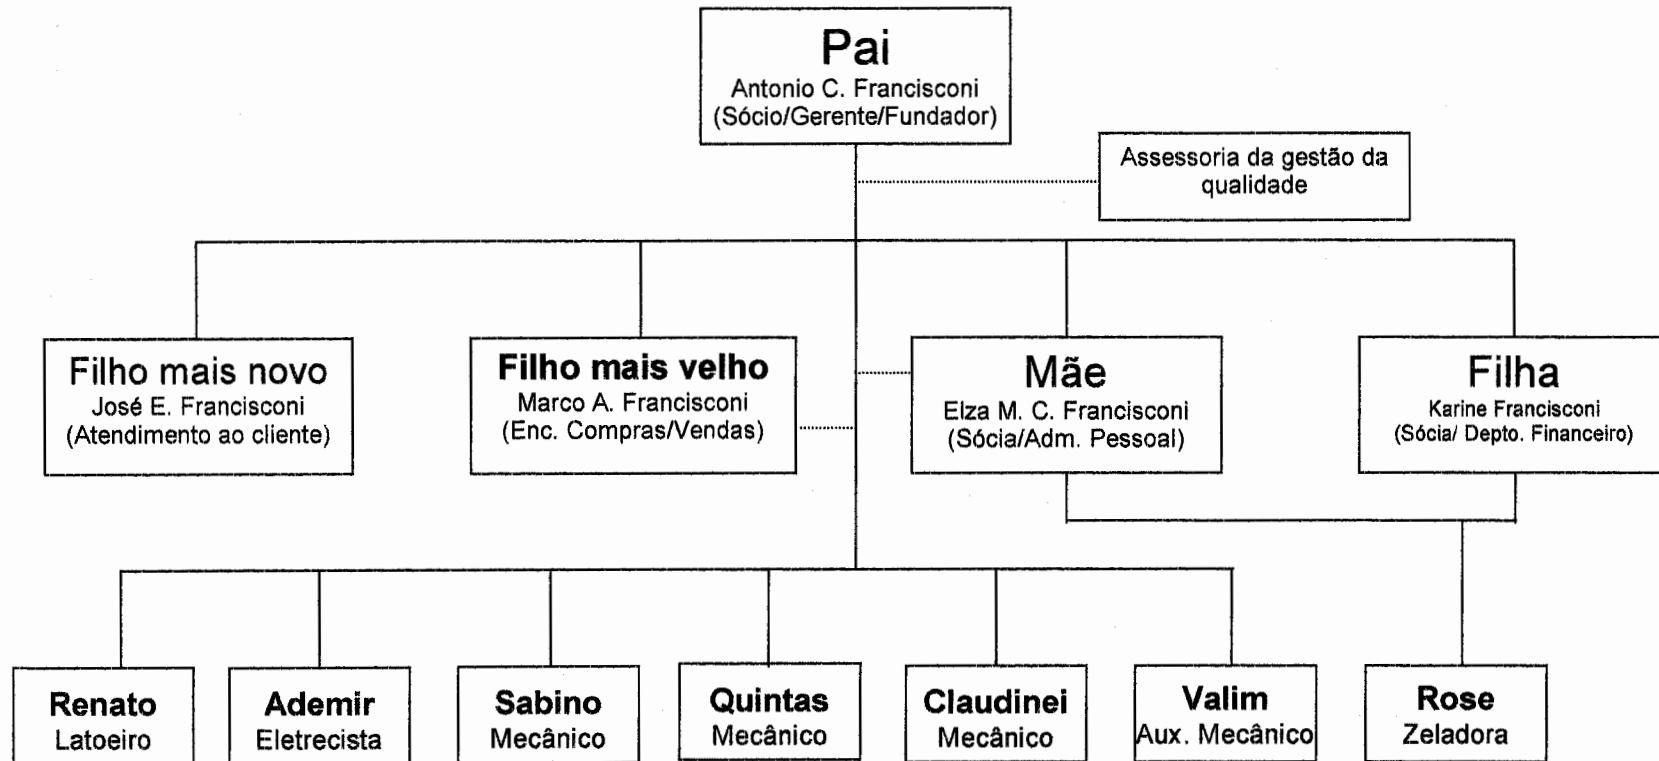 Pai
Antonio C. Francisconi
(Sócio/Gerente/Fundador)
Assessoria da gestão da
qualidade
Filho mais novo
José E. Francisconi
(Atendimento ao cliente)
Filho mais velho
Marco A. Francisconi
(Enc. Compras/Vendas)
Mãe
Elza M. C. Francisconi
(Sócia/Adm. Pessoal)
Filha
Karine Francisconi
(Sócia/ Depto. Financeiro)
Renato
Latoeiro
Ademir
Eletrecista
Sabino
Mecânico
Quintas
Mecânico
Claudinei
Mecânico
Valim
Aux. Mecânico
Rose
Zeladora